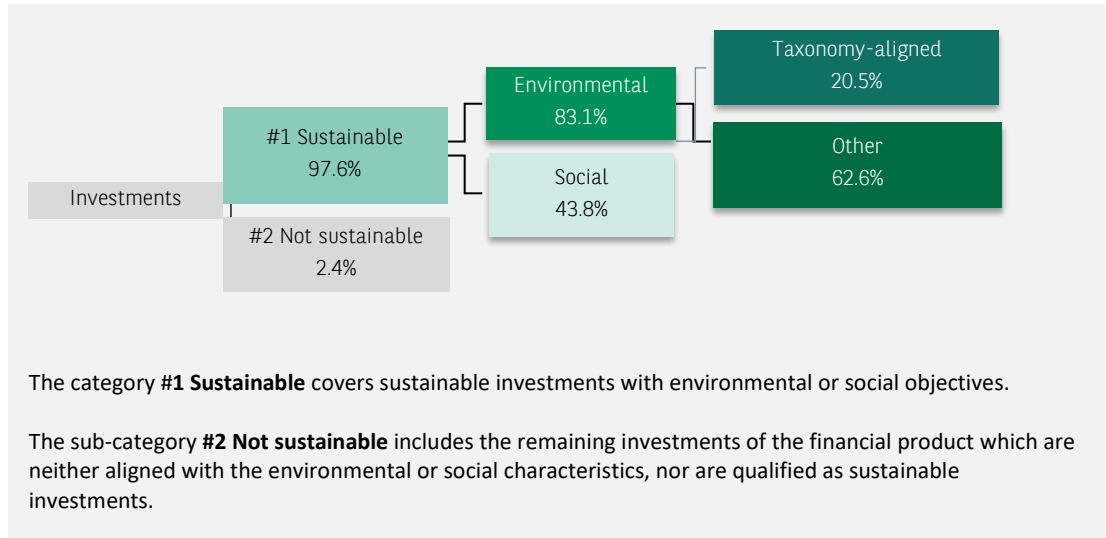 Investments
#1 Sustainable
97.6%
#2 Not sustainable
2.4%
Environmental
83.1%
Social
43.8%
Taxonomy-aligned
20.5%
Other
62.6%
The category #1 Sustainable covers sustainable investments with environmental or social objectives.
The sub-category #2 Not sustainable includes the remaining investments of the financial product which are
neither aligned with the environmental or social characteristics, nor are qualified as sustainable
investments.